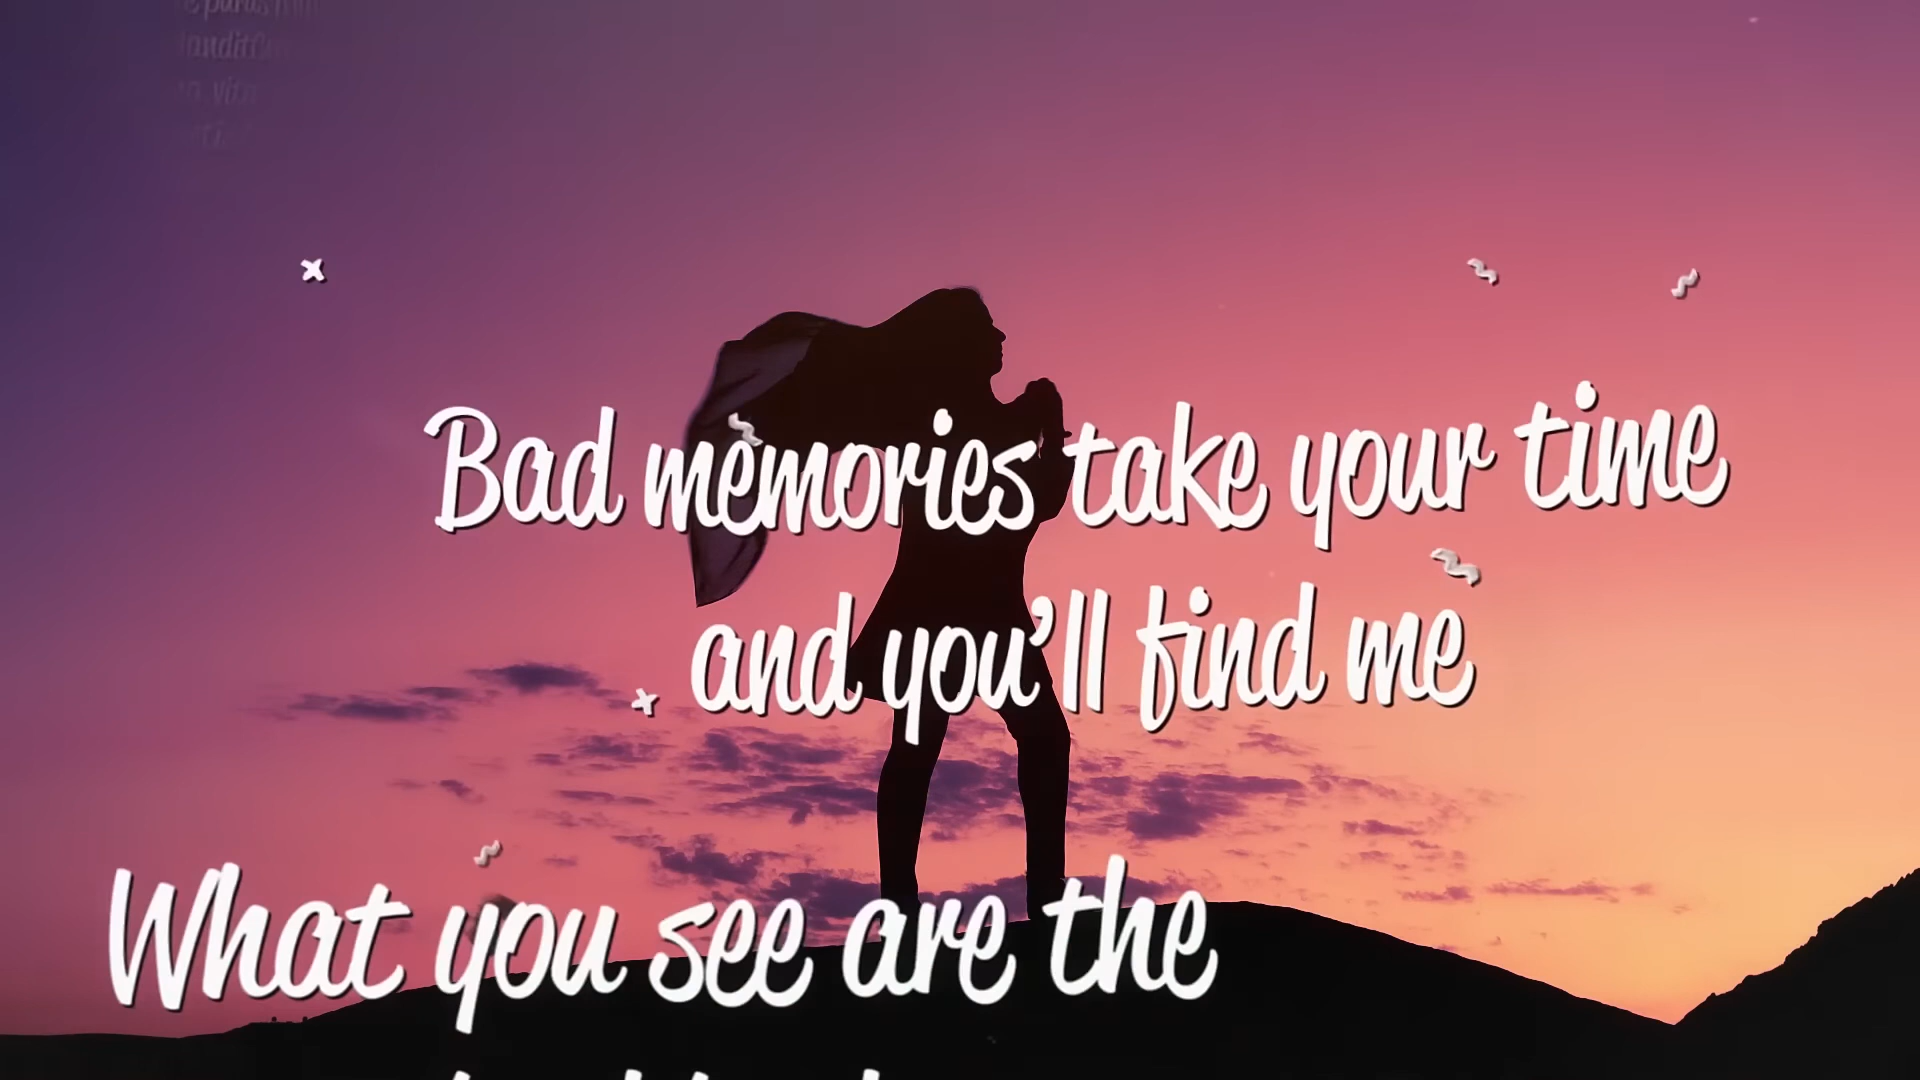 Bad memories take your time
and you'll find me
What you see are the